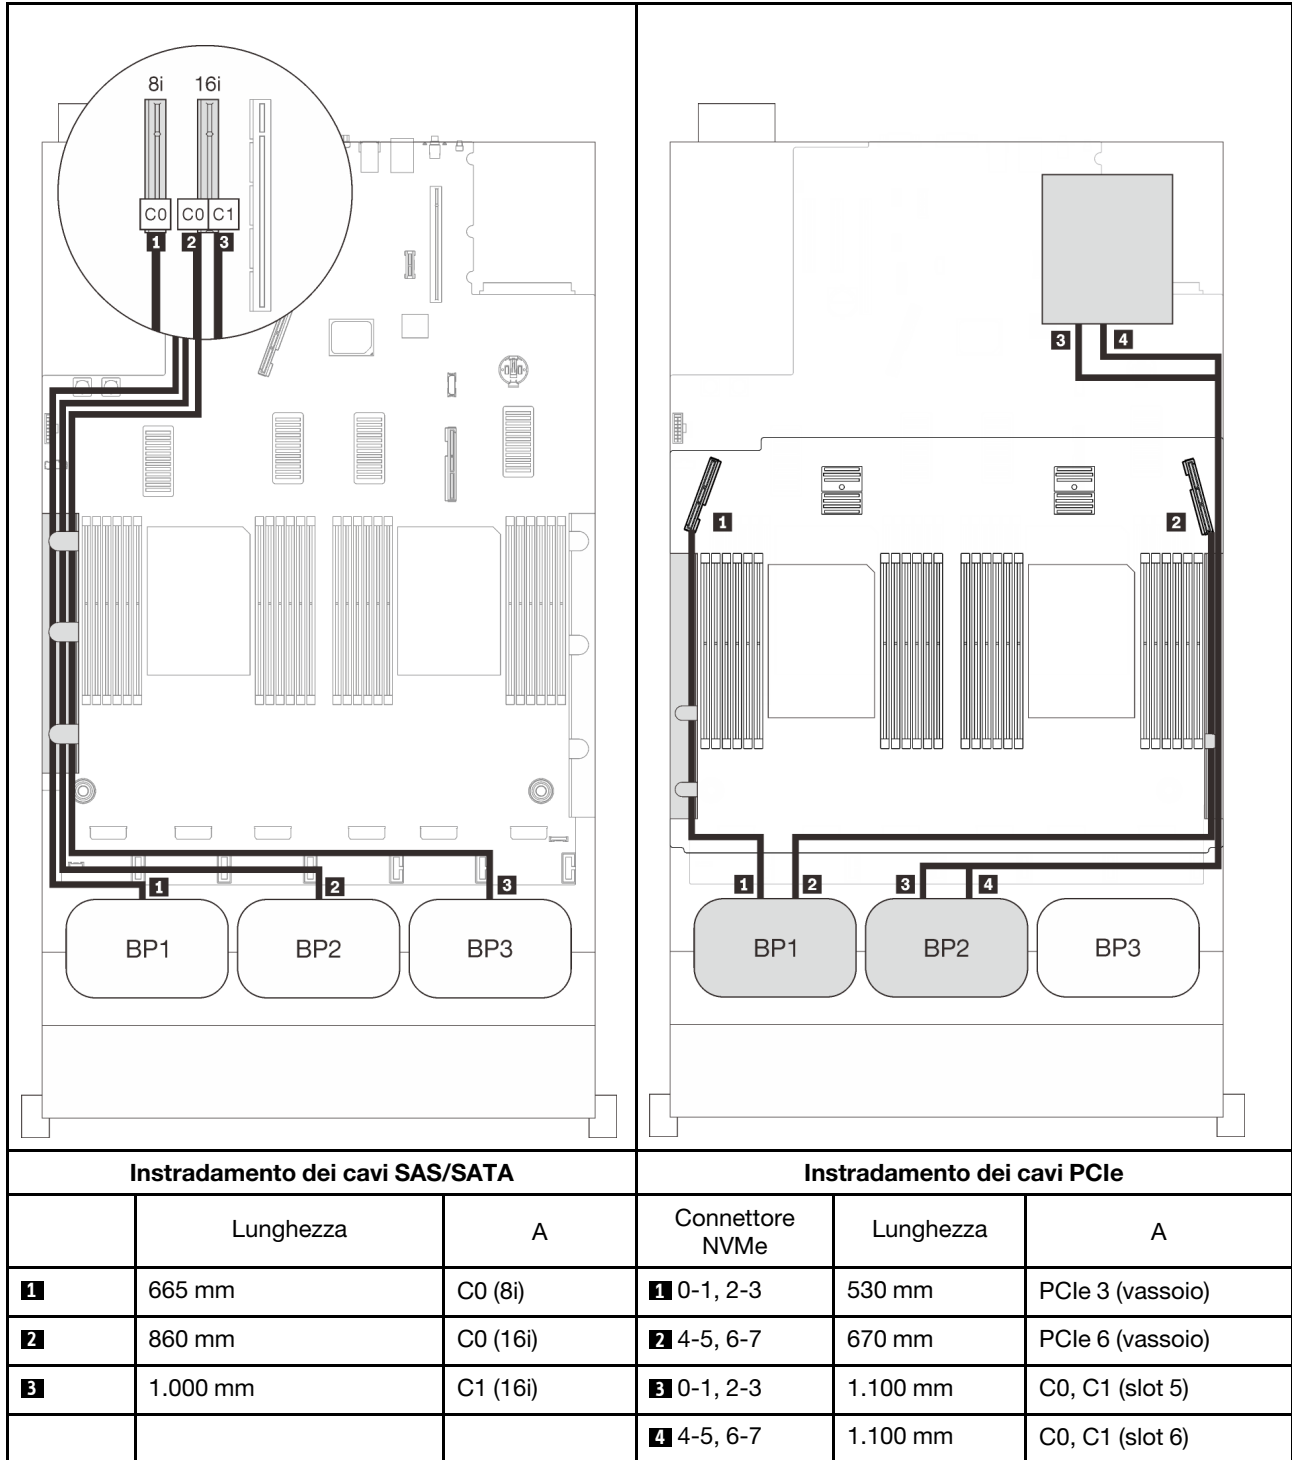 8i 16i
C0 C0 C1
1 2 3
1 2 3
BP1 BP2 BP3
3 4
1 2
1 2 3 4
BP1 BP2 BP3
Instradamento dei cavi SAS/SATA
Instradamento dei cavi PCIe
Lunghezza A Connettore NVMe Lunghezza A
1 665 mm C0 (8i) 1 0-1, 2-3 530 mm PCIe 3 (vassoio)
2 860 mm C0 (16i) 2 4-5, 6-7 670 mm PCIe 6 (vassoio)
3 1.000 mm C1 (16i) 3 0-1, 2-3 1.100 mm C0, C1 (slot 5)
4 4-5, 6-7 1.100 mm C0, C1 (slot 6)